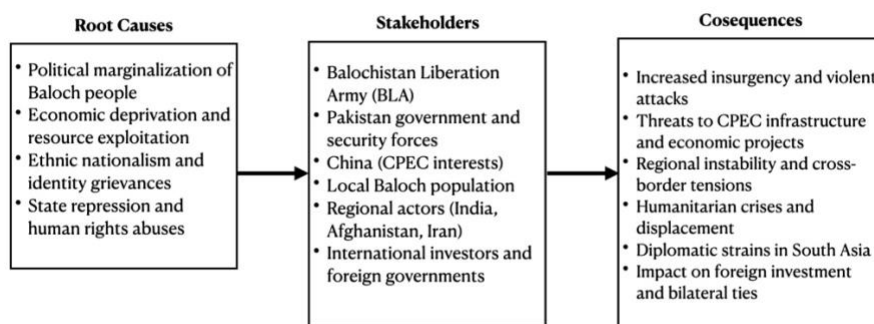 Root Causes
• Political marginalization of
Baloch people
• Economic deprivation and
resource exploitation
• Ethnic nationalism and
identity grievances
• State repression and
human rights abuses
Stakeholders
• Balochistan Liberation
Army (BLA)
• Pakistan government and
security forces
• China (CPEC interests)
• Local Baloch population
• Regional actors (India,
Afghanistan, Iran)
• International investors and
foreign governments
Cosequences
• Increased insurgency and violent
attacks
• Threats to CPEC infrastructure
and economic projects
• Regional instability and cross-
border tensions
• Humanitarian crises and
displacement
• Diplomatic strains in South Asia
• Impact on foreign investment
and bilateral ties